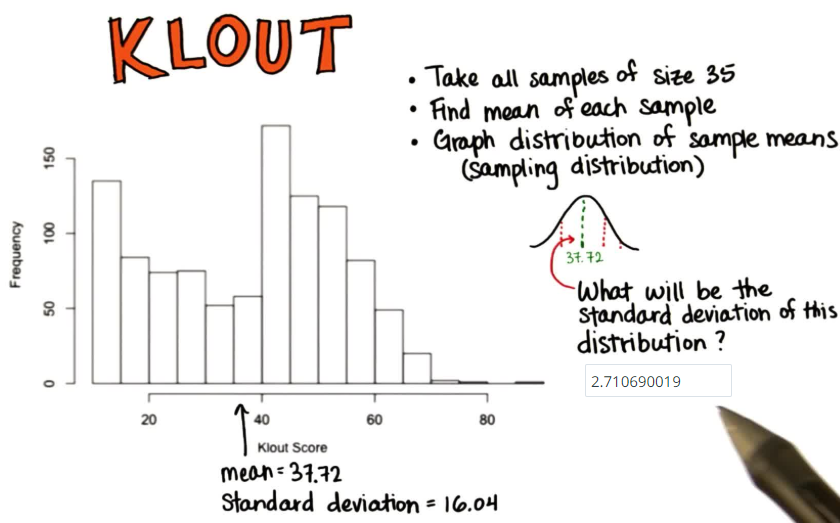 KLOUT
• Take all samples of size 35
• Find mean of each sample
• Graph distribution of sample means
(sampling distribution)
150
100
50
0
Frequency
20 40 60 80
Klout Score
mean = 37.72
Standard deviation = 16.04
37.72
What will be the
standard deviation of this
distribution?
2.710690019